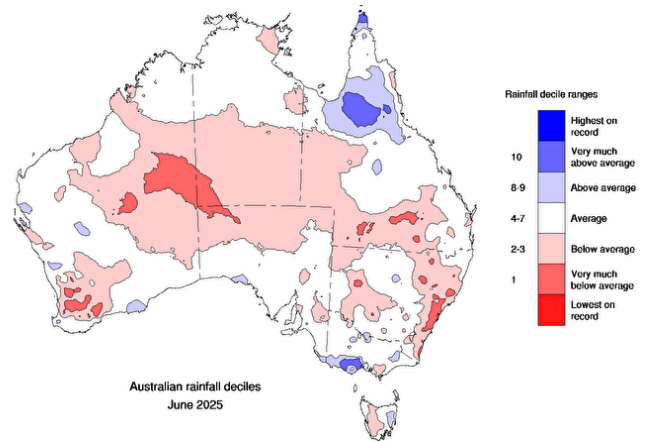 Rainfall decile ranges
Highest on
record
10
Very much
above average
8-9
Above average
4-7
Average
2-3
Below average
1
Very much
below average
Lowest on
record
Australian rainfall deciles
June 2025